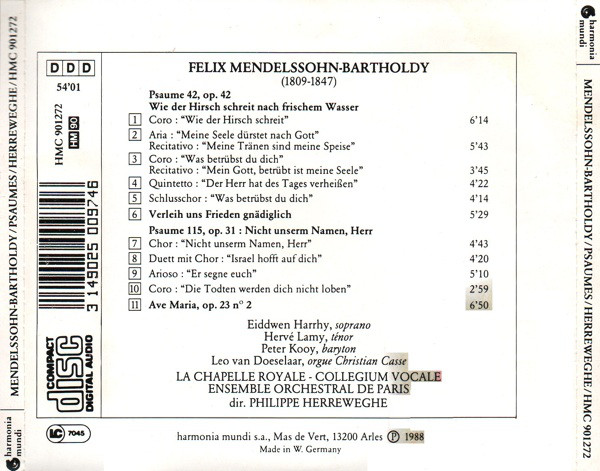 MENDELSSOHN-BARTHOLDY/PSAUMES/HERREWEGHE/HMC 901272
harmonia
mundi
DDD
54'01
HMC 901272
HM 90
3 149025 009746
COMPACT
disc
DIGITAL AUDIO
LC 7045
FELIX MENDELSSOHN-BARTHOLDY
(1809-1847)
Psaume 42, op. 42
Wie der Hirsch schreit nach frischem Wasser
1 Coro : “Wie der Hirsch schreit” 6'14
2 Aria : “Meine Seele dürstet nach Gott”
Recitativo : “Meine Tränen sind meine Speise” 5'43
3 Coro : “Was betrübst du dich”
Recitativo : “Mein Gott, betrübt ist meine Seele” 3'45
4 Quintetto : “Der Herr hat des Tages verheißen” 4'22
5 Schlusschor : “Was betrübst du dich” 4'14
6 Verleih uns Frieden gnädiglich 5'29
Psaume 115, op. 31 : Nicht unserm Namen, Herr
7 Chor : “Nicht unserm Namen, Herr” 4'43
8 Duett mit Chor : “Israel hofft auf dich” 4'20
9 Arioso : “Er segne euch” 5'10
10 Coro : “Die Todten werden dich nicht loben” 2'59
11 Ave Maria, op. 23 nº 2 6'50
Eiddwen Harrhy, soprano
Hervé Lamy, ténor
Peter Kooy, baryton
Leo van Doeselaar, orgue Christian Casse
LA CHAPELLE ROYALE - COLLEGIUM VOCALE
ENSEMBLE ORCHESTRAL DE PARIS
dir. PHILIPPE HERREWEGHE
harmonia mundi s.a., Mas de Vert, 13200 Arles Ⓟ 1988
Made in W. Germany
harmonia
mundi
MENDELSSOHN-BARTHOLDY/PSAUMES/HERREWEGHE/HMC 901272